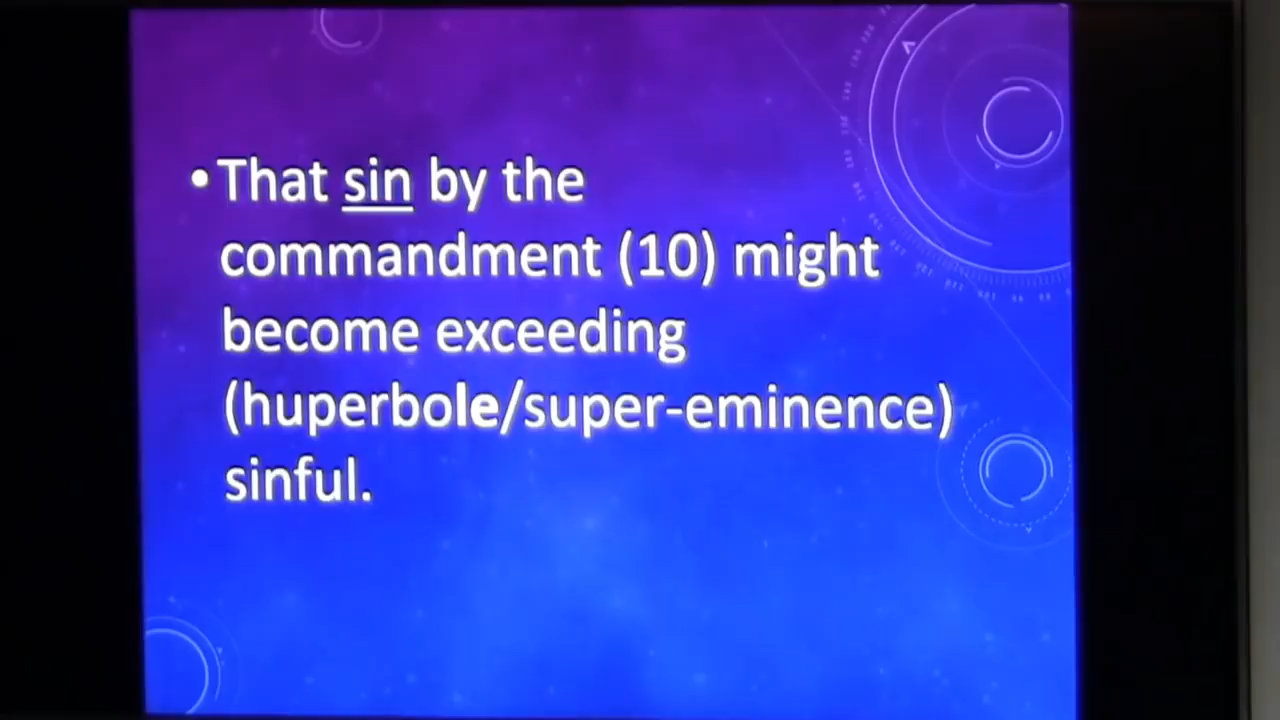 • That sin by the
commandment (10) might
become exceeding
(huperbole/super-eminence)
sinful.